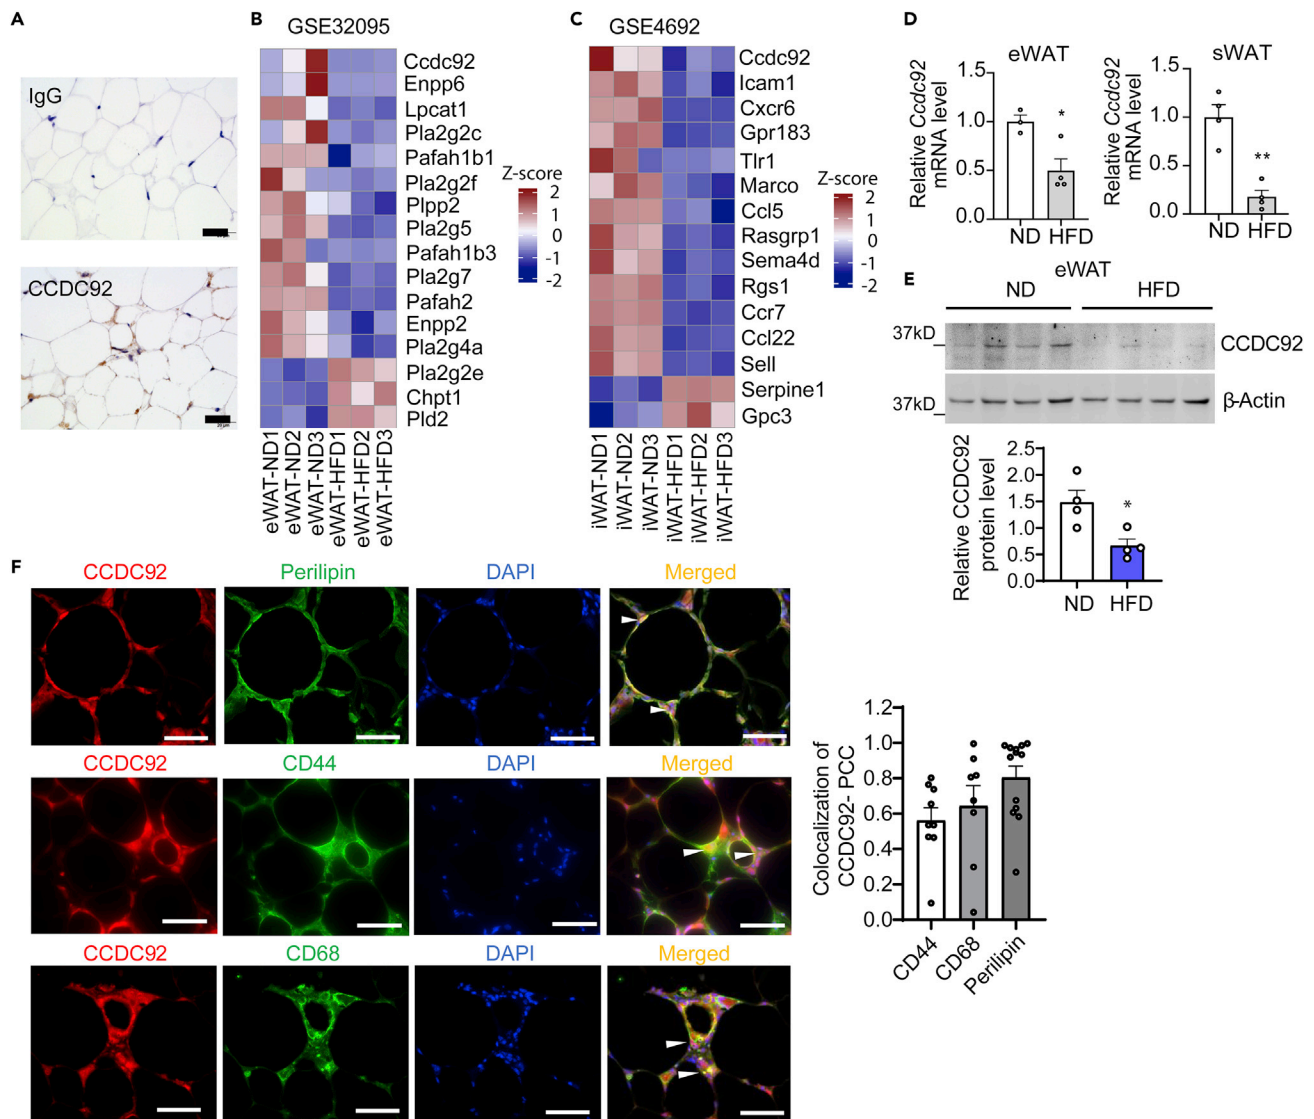 A
IgG
CCDC92
B
GSE32095
Ccdc92
Enpp6
Lpcat1
Pla2g2c
Pafah1b1
Pla2g2f
Plpp2
Pla2g5
Pafah1b3
Pla2g7
Pafah2
Enpp2
Pla2g4a
Pla2g2e
Chpt1
Pld2
eWAT-ND1
eWAT-ND2
eWAT-ND3
eWAT-HFD1
eWAT-HFD2
eWAT-HFD3
Z-score
2
1
0
-1
-2
C
GSE4692
Ccdc92
Icam1
Cxcr6
Gpr183
Tlr1
Marco
Ccl5
Rasgrp1
Sema4d
Rgs1
Ccr7
Ccl22
Sell
Serpine1
Gpc3
iWAT-ND1
iWAT-ND2
iWAT-ND3
iWAT-HFD1
iWAT-HFD2
iWAT-HFD3
Z-score
2
1
0
-1
-2
D
eWAT
Relative Ccdc92
mRNA level
1.5
1.0
0.5
0.0
*
ND HFD
sWAT
Relative Ccdc92
mRNA level
1.5
1.0
0.5
0.0
**
ND HFD
E
eWAT
ND HFD
37kD
CCDC92
37kD
β-Actin
Relative CCDC92
protein level
2.5
2.0
1.5
1.0
0.5
0.0
*
ND HFD
F
CCDC92 Perilipin DAPI Merged
CCDC92 CD44 DAPI Merged
CCDC92 CD68 DAPI Merged
Colocalization of
CCDC92- PCC
1.2
1.0
0.8
0.6
0.4
0.2
0.0
CD44
CD68
Perilipin